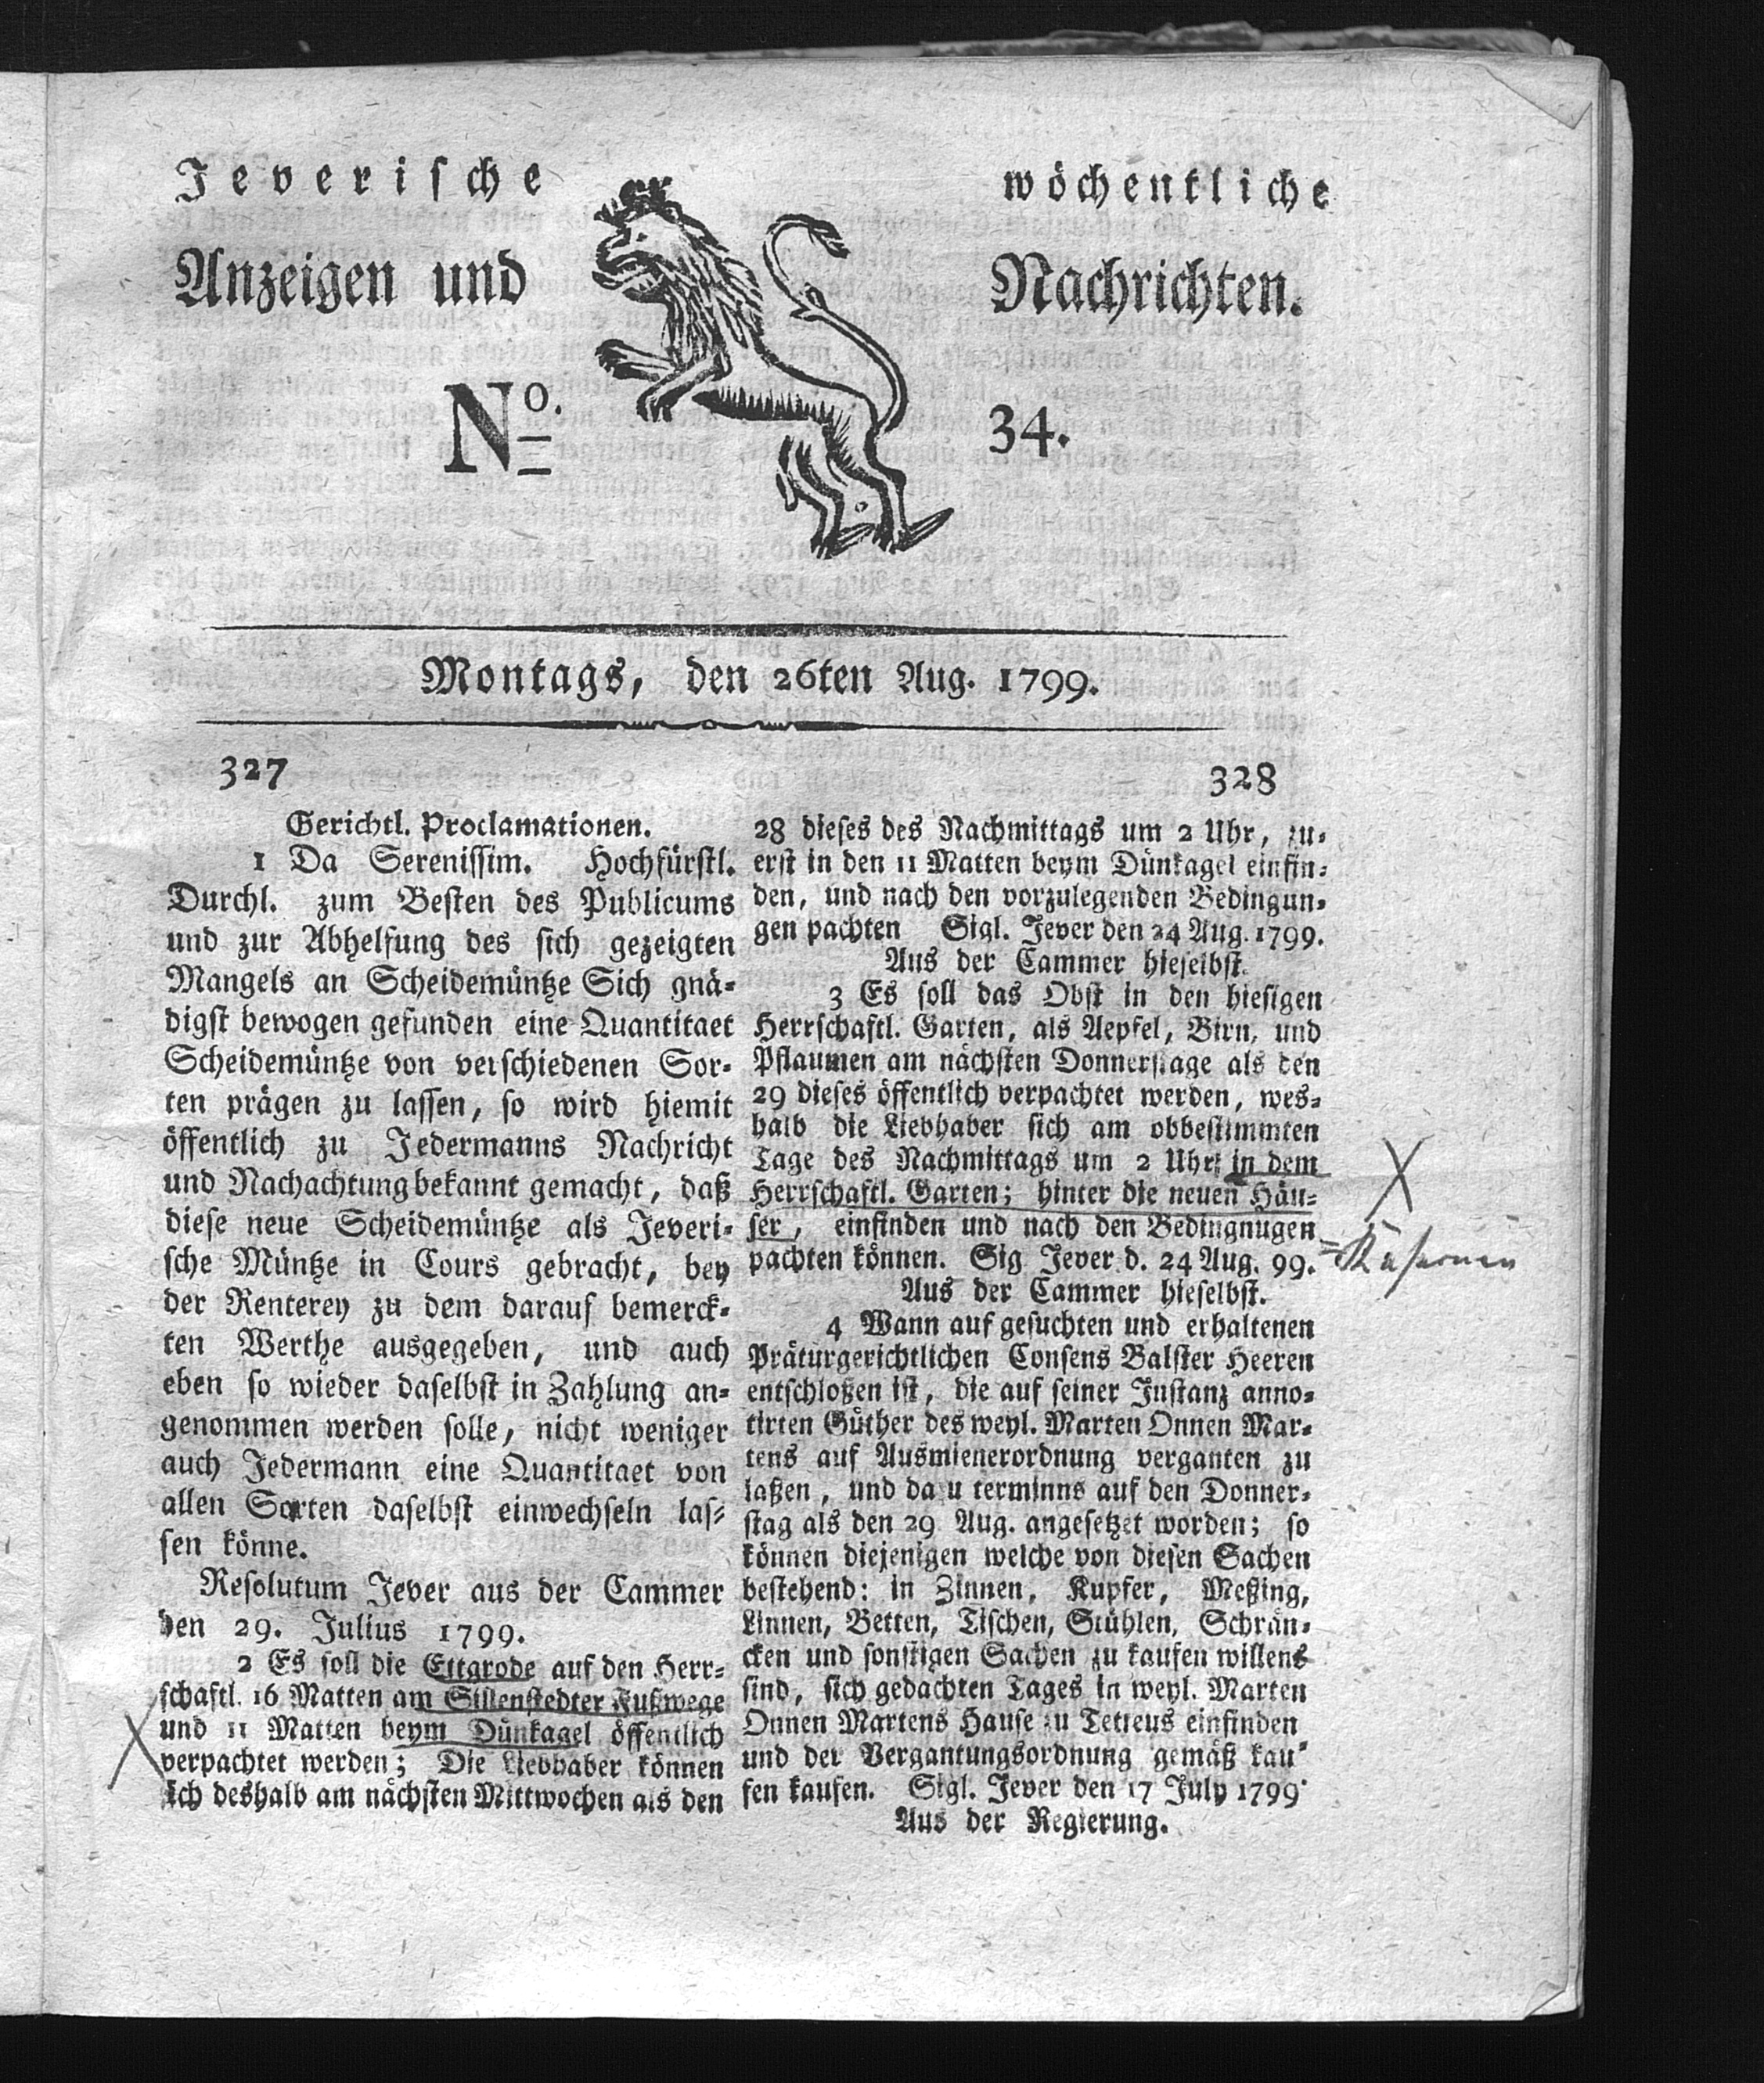 Jeverische wöchentliche
Anzeigen und Nachrichten.
No. 34.
Montags, den 26ten Aug. 1799.
327
Gerichtl. Proclamationen.
1 Da Serenissim. Hochfürstl.
Durchl. zum Besten des Publicums
und zur Abhelfung des sich gezeigten
Mangels an Scheidemüntze Sich gnä-
digst bewogen gefunden eine Quantitaet
Scheidemüntze von verschiedenen Sor-
ten prägen zu lassen, so wird hiemit
öffentlich zu Jedermanns Nachricht
und Nachachtung bekannt gemacht, daß
diese neue Scheidemüntze als Jeveri-
sche Müntze in Cours gebracht, bey
der Renterey zu dem darauf bemerck-
ten Werthe ausgegeben, und auch
eben so wieder daselbst in Zahlung an-
genommen werden solle, nicht weniger
auch Jedermann eine Quantitaet von
allen Sorten daselbst einwechseln las-
sen könne.
Resolutum Jever aus der Cammer
den 29. Julius 1799.
2 Es soll die Ettgrode auf den Herr-
schaftl. 16 Matten am Sillenstedter Fußwege
und 11 Matten beym Dünkagel öffentlich
verpachtet werden; Die Liebhaber können
sich deshalb am nächsten Mittwochen als den
328
28 dieses des Nachmittags um 2 Uhr, zu-
erst in den 11 Matten beym Dünkagel einfin-
den, und nach den vorzulegenden Bedingun-
gen pachten Sigl. Jever den 24 Aug. 1799.
Aus der Cammer hieselbst.
3 Es soll das Obst in den hiesigen
Herrschaftl. Garten, als Aepfel, Birn, und
Pflaumen am nächsten Donnerstage als den
29 dieses öffentlich verpachtet werden, wes-
halb die Liebhaber sich am obbestimmten
Tage des Nachmittags um 2 Uhr; in dem
Herrschaftl. Garten; hinter die neuen Häu-
ser, einfinden und nach den Bedingnugen
pachten können. Sig Jever d. 24 Aug. 99.
= Kasernen
Aus der Cammer hieselbst.
4 Wann auf gesuchten und erhaltenen
Präturgerichtlichen Consens Balster Heeren
entschloßen ist, die auf seiner Instanz anno-
tirten Güther des weyl. Marten Onnen Mar-
tens auf Ausmienerordnung verganten zu
laßen, und da u terminns auf den Donner-
stag als den 29 Aug. angesetzet worden; so
können diejenigen welche von diesen Sachen
bestehend: in Zinnen, Kupfer, Meßing,
Linnen, Betten, Tischen, Stühlen, Schrän-
cken und sonstigen Sachen zu kaufen willens
sind, sich gedachten Tages in weyl. Marten
Onnen Martens Hause zu Tetteus einfinden
und der Vergantungsordnung gemäß kau-
fen kaufen. Sigl. Jever den 17 July 1799.
Aus der Regierung.